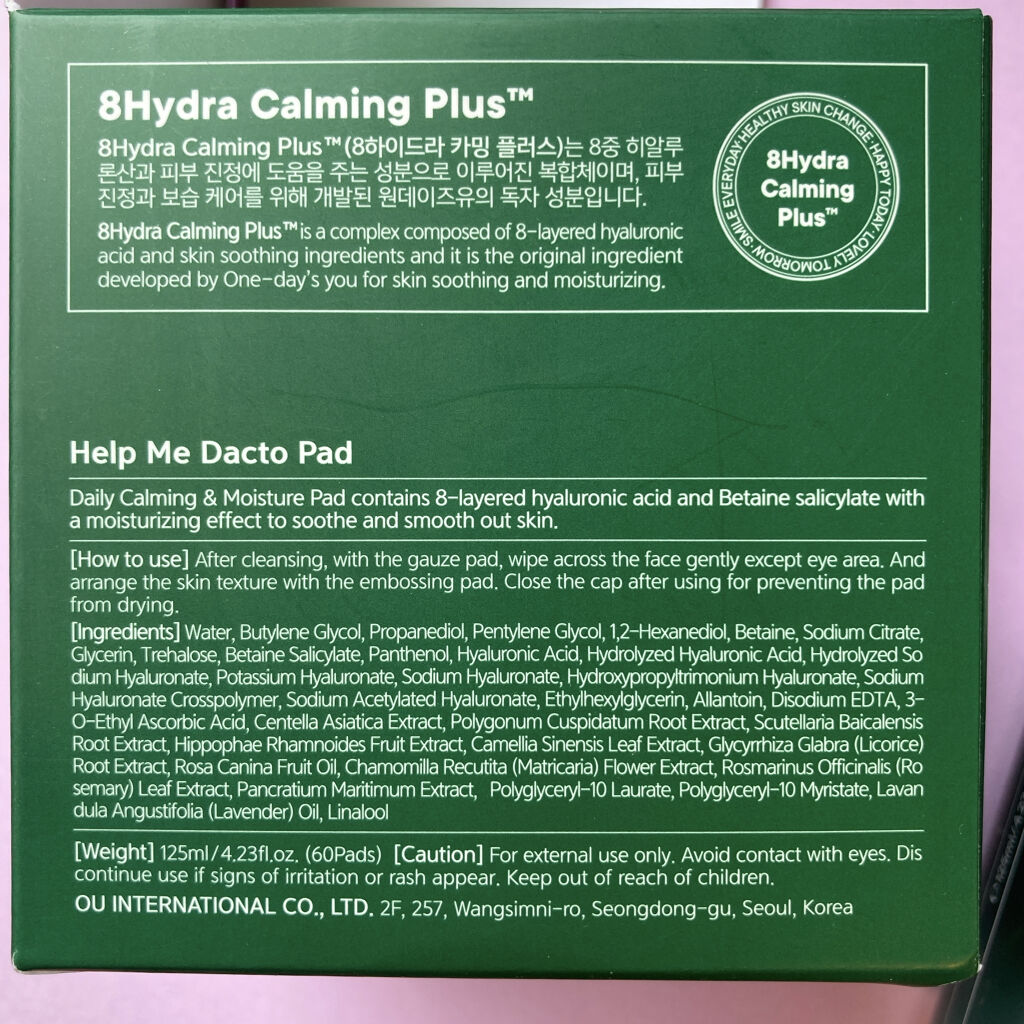 8Hydra Calming Plus™
8Hydra Calming Plus™(8하이드라 카밍 플러스)는 8중 히알루
론산과 피부 진정에 도움을 주는 성분으로 이루어진 복합체이며, 피부
진정과 보습 케어를 위해 개발된 원데이즈유의 독자 성분입니다.
8Hydra Calming Plus™is a complex composed of 8-layered hyaluronic
acid and skin soothing ingredients and it is the original ingredient
developed by One-day's you for skin soothing and moisturizing.
SMILE EVERYDAY·HEALTHY SKIN CHANGE·HAPPY TODAY·LOVELY TOMORROW·
8Hydra
Calming
Plus™
Help Me Dacto Pad
Daily Calming & Moisture Pad contains 8-layered hyaluronic acid and Betaine salicylate with
a moisturizing effect to soothe and smooth out skin.
[How to use] After cleansing, with the gauze pad, wipe across the face gently except eye area. And
arrange the skin texture with the embossing pad. Close the cap after using for preventing the pad
from drying.
[Ingredients] Water, Butylene Glycol, Propanediol, Pentylene Glycol, 1,2-Hexanediol, Betaine, Sodium Citrate,
Glycerin, Trehalose, Betaine Salicylate, Panthenol, Hyaluronic Acid, Hydrolyzed Hyaluronic Acid, Hydrolyzed So
dium Hyaluronate, Potassium Hyaluronate, Sodium Hyaluronate, Hydroxypropyltrimonium Hyaluronate, Sodium
Hyaluronate Crosspolymer, Sodium Acetylated Hyaluronate, Ethylhexylglycerin, Allantoin, Disodium EDTA, 3-
O-Ethyl Ascorbic Acid, Centella Asiatica Extract, Polygonum Cuspidatum Root Extract, Scutellaria Baicalensis
Root Extract, Hippophae Rhamnoides Fruit Extract, Camellia Sinensis Leaf Extract, Glycyrrhiza Glabra (Licorice)
Root Extract, Rosa Canina Fruit Oil, Chamomilla Recutita (Matricaria) Flower Extract, Rosmarinus Officinalis (Ro
semary) Leaf Extract, Pancratium Maritimum Extract, Polyglyceryl-10 Laurate, Polyglyceryl-10 Myristate, Lavan
dula Angustifolia (Lavender) Oil, Linalool
[Weight] 125ml/4.23fl.oz. (60Pads) [Caution] For external use only. Avoid contact with eyes. Dis
continue use if signs of irritation or rash appear. Keep out of reach of children.
OU INTERNATIONAL CO., LTD. 2F, 257, Wangsimni-ro, Seongdong-gu, Seoul, Korea